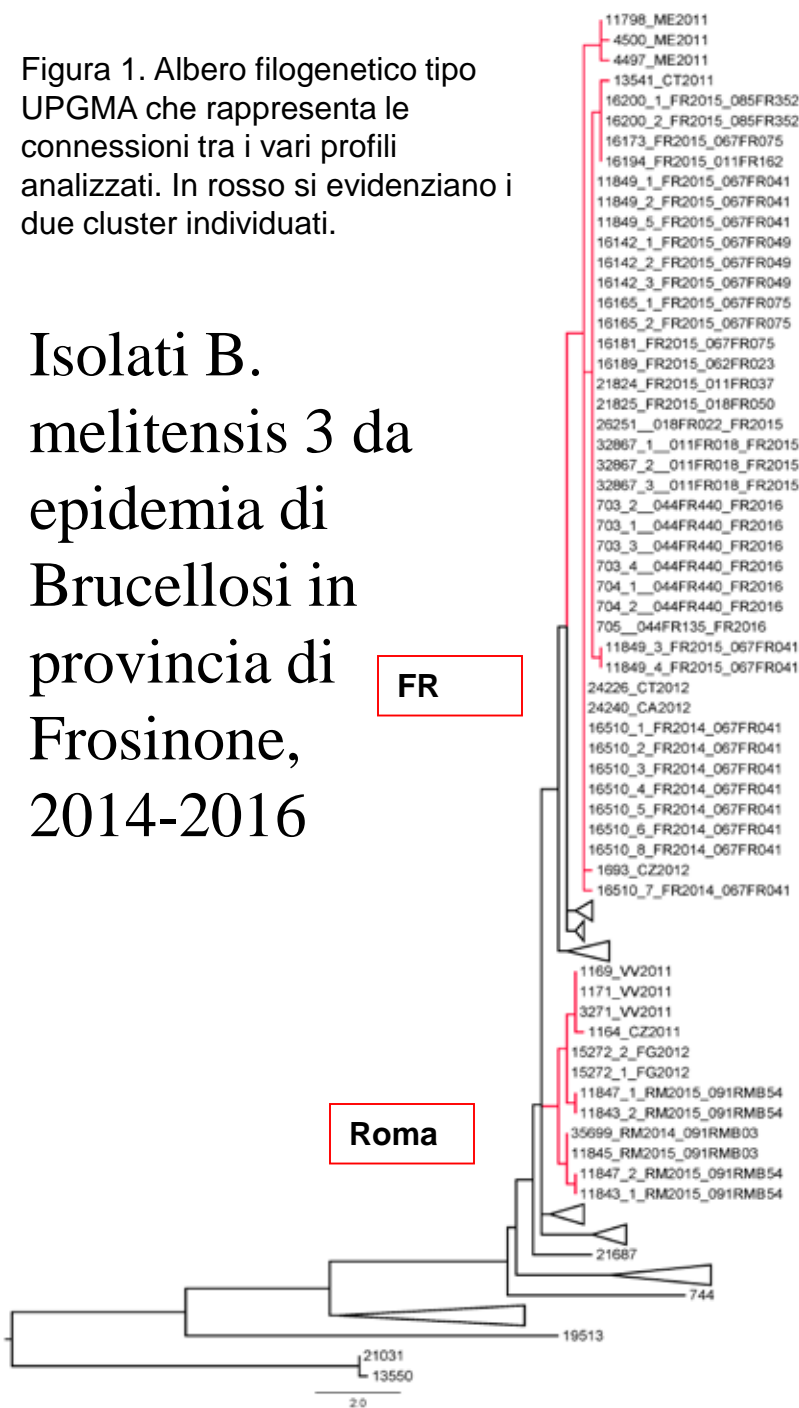 Figura 1. Albero filogenetico tipo
UPGMA che rappresenta le
connessioni tra i vari profili
analizzati. In rosso si evidenziano i
due cluster individuati.
Isolati B.
melitensis 3 da
epidemia di
Brucellosi in
provincia di
Frosinone,
2014-2016
FR
Roma
11798_ME2011
4500_ME2011
4497_ME2011
13541_CT2011
16200_1_FR2015_085FR352
16200_2_FR2015_085FR352
16173_FR2015_067FR075
16194_FR2015_011FR162
11849_1_FR2015_067FR041
11849_2_FR2015_067FR041
11849_5_FR2015_067FR041
16142_1_FR2015_067FR049
16142_2_FR2015_067FR049
16142_3_FR2015_067FR049
16165_1_FR2015_067FR075
16165_2_FR2015_067FR075
16181_FR2015_067FR075
16189_FR2015_062FR023
21824_FR2015_011FR037
21825_FR2015_018FR050
26251__018FR022_FR2015
32867_1__011FR018_FR2015
32867_2__011FR018_FR2015
32867_3__011FR018_FR2015
703_2__044FR440_FR2016
703_1__044FR440_FR2016
703_3__044FR440_FR2016
703_4__044FR440_FR2016
704_1__044FR440_FR2016
704_2__044FR440_FR2016
705__044FR135_FR2016
11849_3_FR2015_067FR041
11849_4_FR2015_067FR041
24226_CT2012
24240_CA2012
16510_1_FR2014_067FR041
16510_2_FR2014_067FR041
16510_3_FR2014_067FR041
16510_4_FR2014_067FR041
16510_5_FR2014_067FR041
16510_6_FR2014_067FR041
16510_8_FR2014_067FR041
1693_CZ2012
16510_7_FR2014_067FR041
1169_VV2011
1171_VV2011
3271_VV2011
1164_CZ2011
15272_2_FG2012
15272_1_FG2012
11847_1_RM2015_091RMB54
11843_2_RM2015_091RMB54
35699_RM2014_091RMB03
11845_RM2015_091RMB03
11847_2_RM2015_091RMB54
11843_1_RM2015_091RMB54
21687
744
19513
21031
13550
2.0